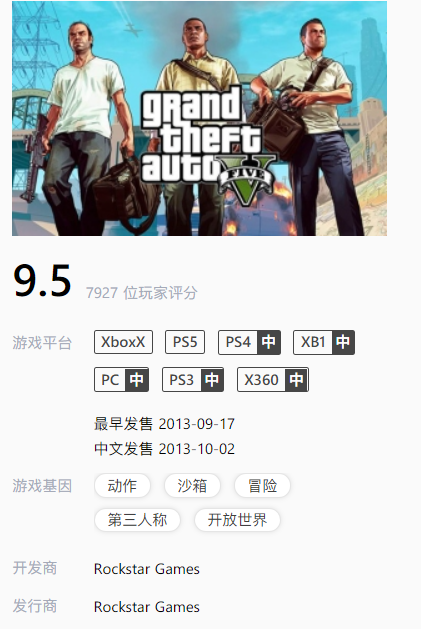 grand
theft
auto V
FIVE
9.5 7927 位玩家评分
游戏平台 XboxX PS5 PS4 中 XB1 中
PC 中 PS3 中 X360 中
最早发售 2013-09-17
中文发售 2013-10-02
游戏基因 动作 沙箱 冒险
第三人称 开放世界
开发商 Rockstar Games
发行商 Rockstar Games